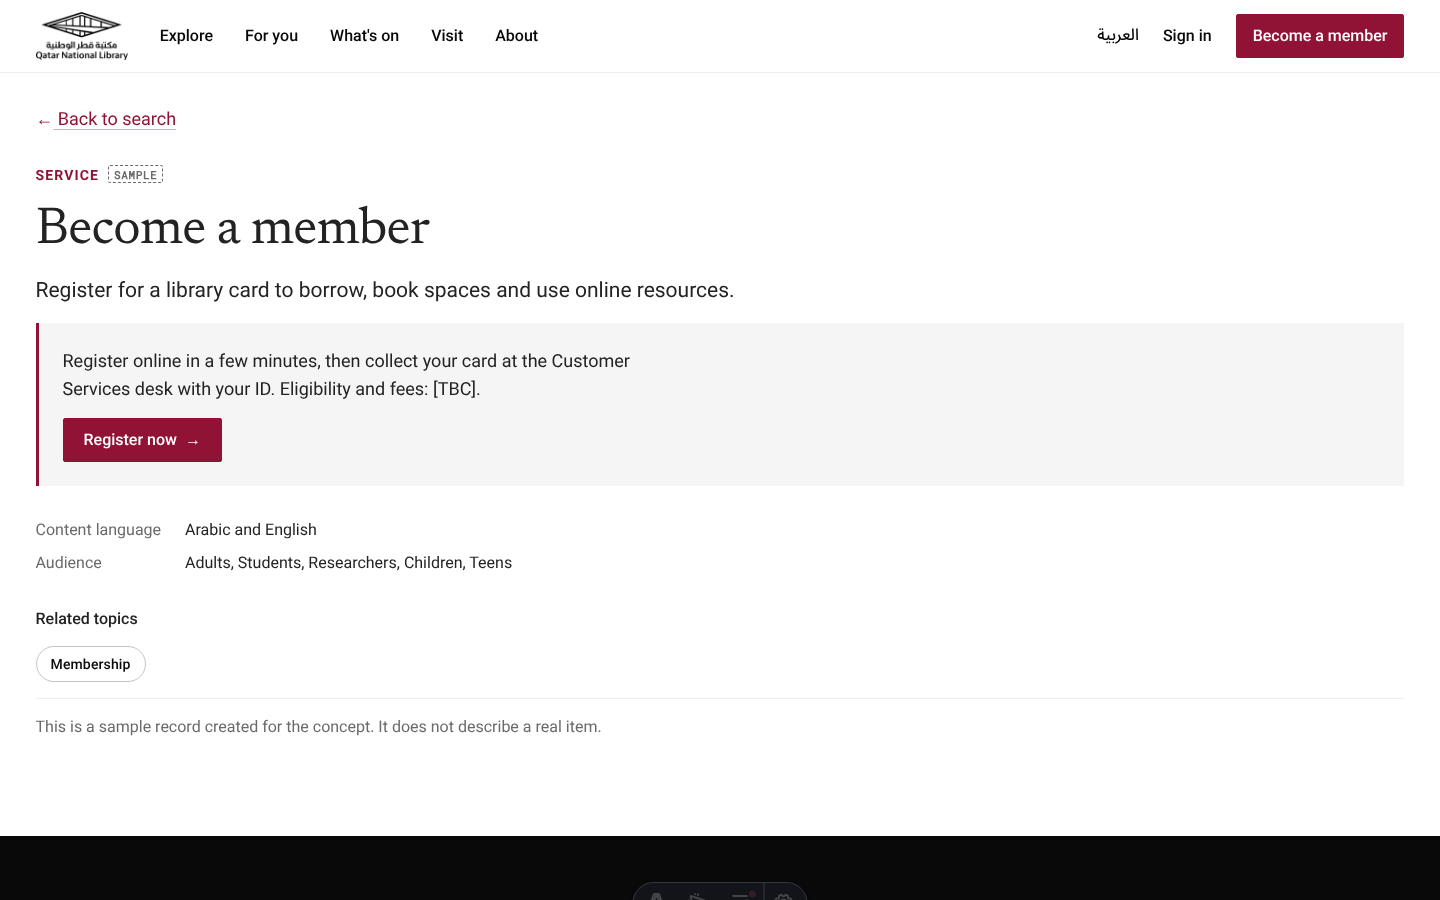 مكتبة قطر الوطنية
Qatar National Library
Explore
For you
What's on
Visit
About
العربية
Sign in
Become a member
← Back to search
SERVICE SAMPLE
Become a member
Register for a library card to borrow, book spaces and use online resources.
Register online in a few minutes, then collect your card at the Customer
Services desk with your ID. Eligibility and fees: [TBC].
Register now →
Content language Arabic and English
Audience Adults, Students, Researchers, Children, Teens
Related topics
Membership
This is a sample record created for the concept. It does not describe a real item.